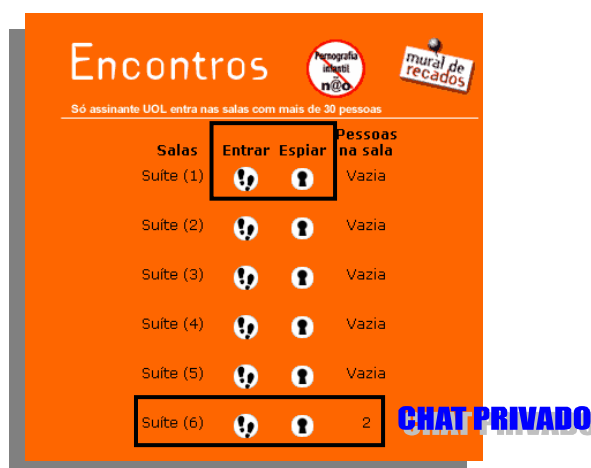 Encontros
Pornografia
infantil
n@o
mural de
recados
Só assinante UOL entra nas salas com mais de 30 pessoas
Salas Entrar Espiar Pessoas na sala
Suíte (1) Vazia
Suíte (2) Vazia
Suíte (3) Vazia
Suíte (4) Vazia
Suíte (5) Vazia
Suíte (6) 2
CHAT PRIVADO